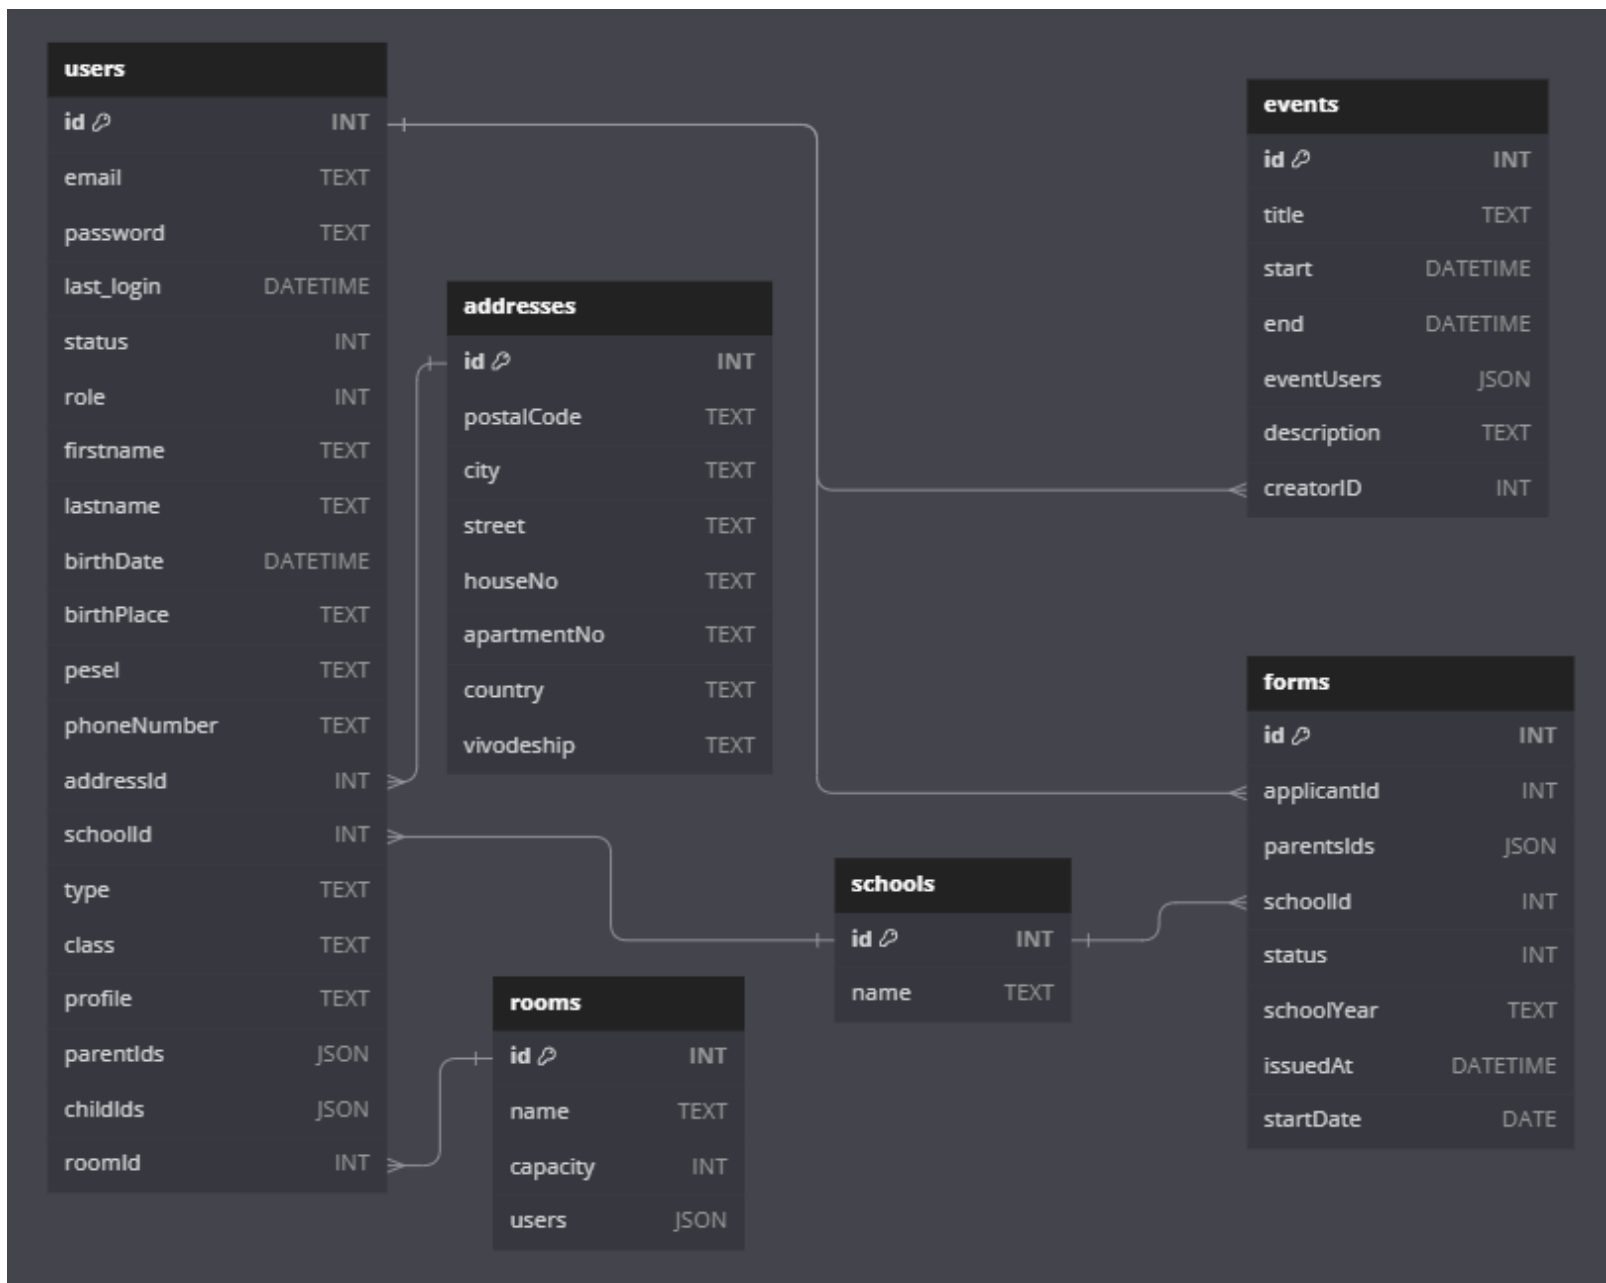 users
id INT
email TEXT
password TEXT
last_login DATETIME
status INT
role INT
firstname TEXT
lastname TEXT
birthDate DATETIME
birthPlace TEXT
pesel TEXT
phoneNumber TEXT
addressId INT
schoolId INT
type TEXT
class TEXT
profile TEXT
parentIds JSON
childIds JSON
roomId INT
addresses
id INT
postalCode TEXT
city TEXT
street TEXT
houseNo TEXT
apartmentNo TEXT
country TEXT
vivodeship TEXT
rooms
id INT
name TEXT
capacity INT
users JSON
schools
id INT
name TEXT
events
id INT
title TEXT
start DATETIME
end DATETIME
eventUsers JSON
description TEXT
creatorID INT
forms
id INT
applicantId INT
parentsIds JSON
schoolId INT
status INT
schoolYear TEXT
issuedAt DATETIME
startDate DATE